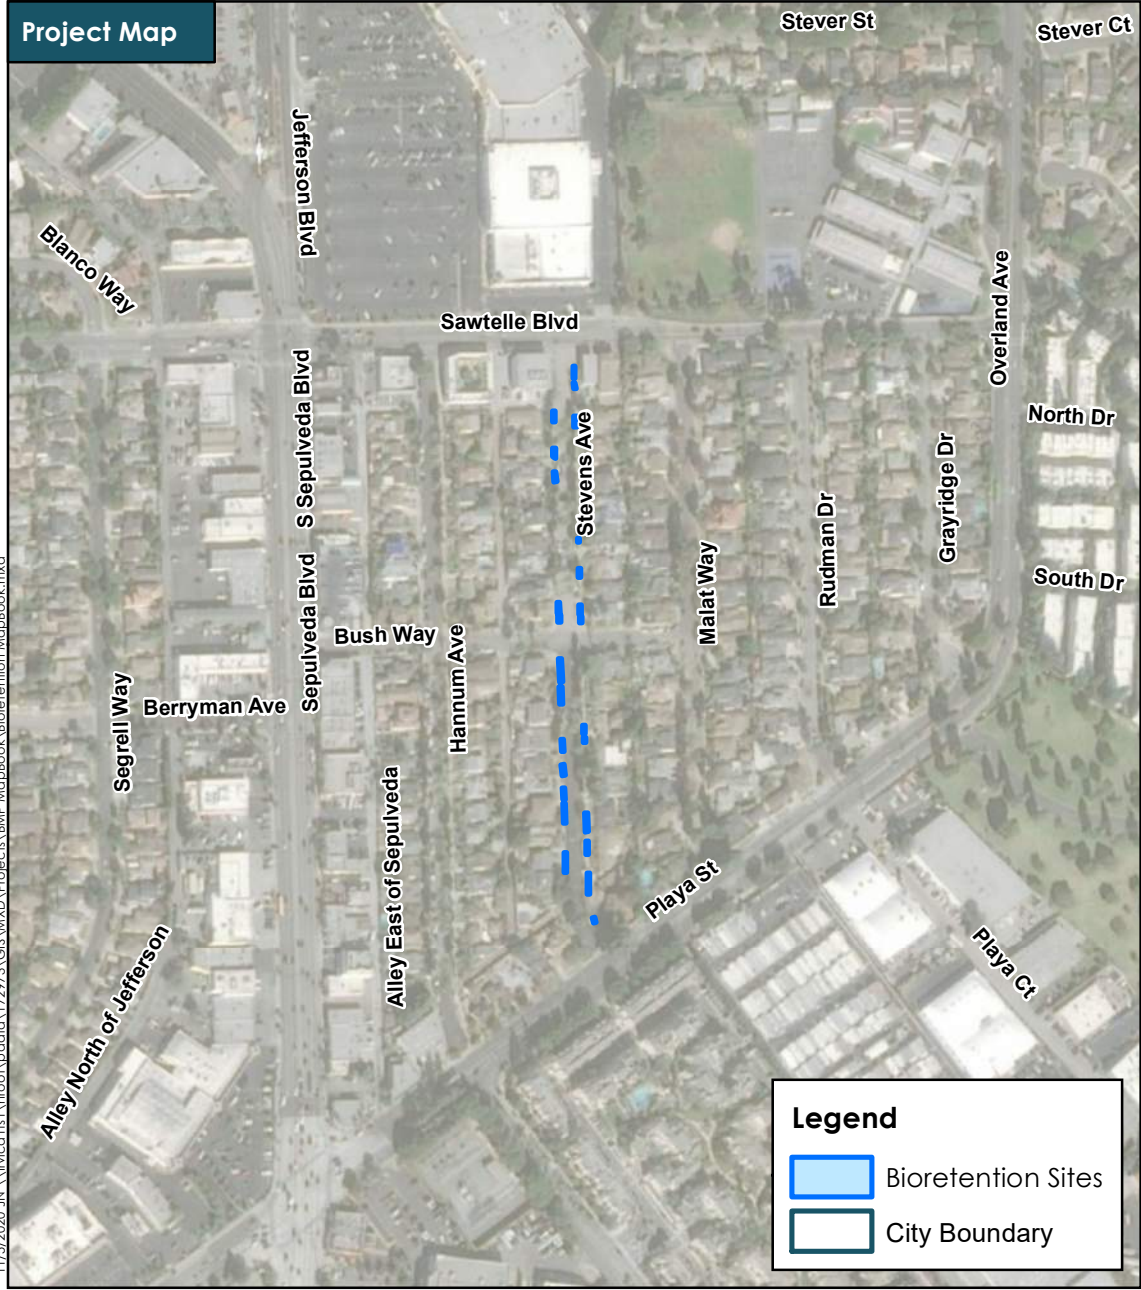 Project Map
Stever St
Stever Ct
Jefferson Blvd
Blanco Way
Sawtelle Blvd
Overland Ave
S Sepulveda Blvd
North Dr
Stevens Ave
Grayridge Dr
Rudman Dr
Malat Way
South Dr
Sepulveda Blvd
Bush Way
Hannum Ave
Segrell Way
Berryman Ave
Alley East of Sepulveda
Playa St
Playa Ct
Alley North of Jefferson
Legend
Bioretention Sites
City Boundary